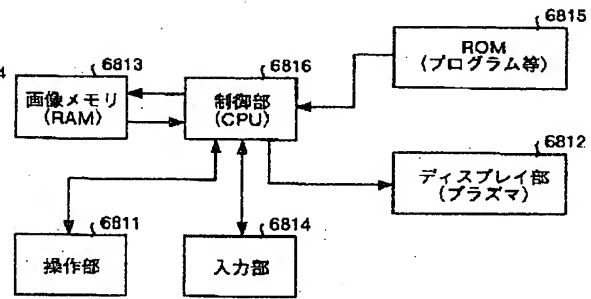 6815
ROM
(プログラム等)
4
6813
画像メモリ
(RAM)
6816
制御部
(CPU)
6812
ディスプレイ部
(プラズマ)
6811
操作部
6814
入力部